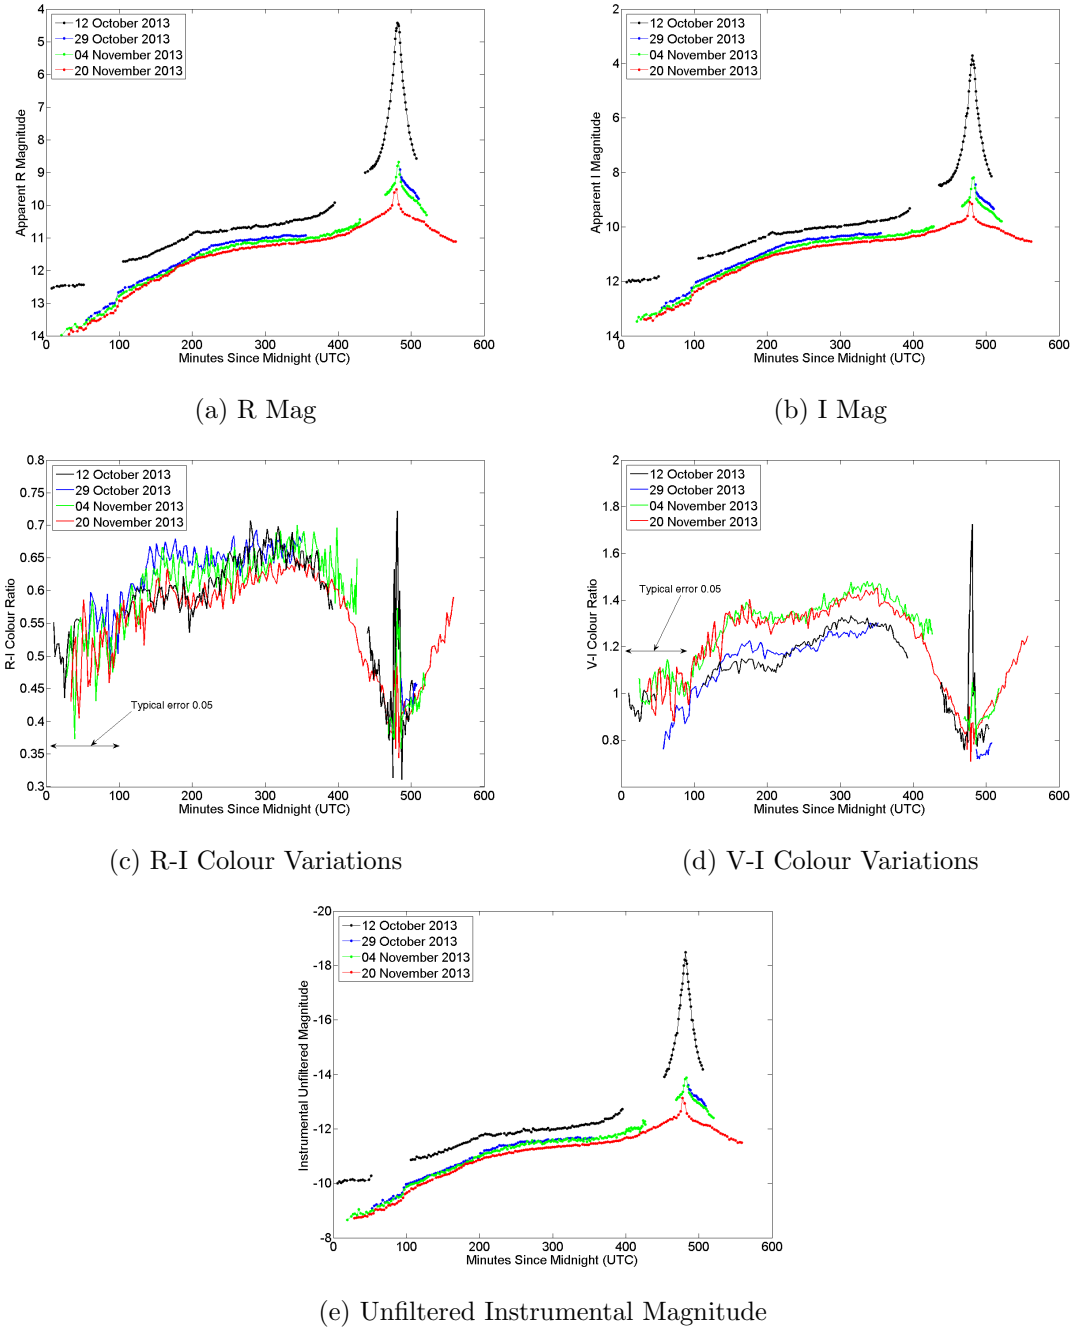 12 October 2013
29 October 2013
04 November 2013
20 November 2013
4
5
6
7
8
9
10
11
12
13
14
Apparent R Magnitude
0 100 200 300 400 500 600
Minutes Since Midnight (UTC)
(a) R Mag
12 October 2013
29 October 2013
04 November 2013
20 November 2013
2
4
6
8
10
12
14
Apparent I Magnitude
0 100 200 300 400 500 600
Minutes Since Midnight (UTC)
(b) I Mag
12 October 2013
29 October 2013
04 November 2013
20 November 2013
0.8
0.75
0.7
0.65
0.6
0.55
0.5
0.45
0.4
0.35
0.3
R-I Colour Ratio
Typical error 0.05
0 100 200 300 400 500 600
Minutes Since Midnight (UTC)
(c) R-I Colour Variations
12 October 2013
29 October 2013
04 November 2013
20 November 2013
2
1.8
1.6
1.4
1.2
1
0.8
V-I Colour Ratio
Typical error 0.05
0 100 200 300 400 500 600
Minutes Since Midnight (UTC)
(d) V-I Colour Variations
12 October 2013
29 October 2013
04 November 2013
20 November 2013
-20
-18
-16
-14
-12
-10
-8
Instrumental Unfiltered Magnitude
0 100 200 300 400 500 600
Minutes Since Midnight (UTC)
(e) Unfiltered Instrumental Magnitude